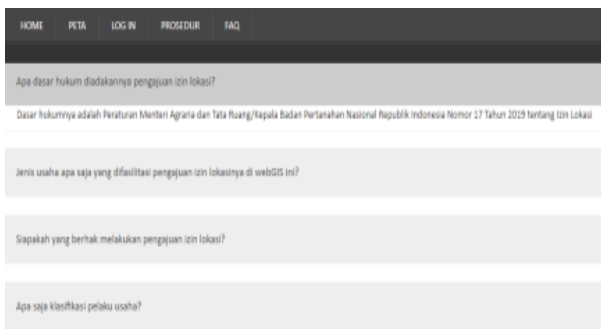 HOME PETA LOG IN PROSEDUR FAQ
Apa dasar hukum diadakannya pengajuan izin lokasi?
Dasar hukumnya adalah Peraturan Menteri Agraria dan Tata Ruang/Kepala Badan Pertanahan Nasional Republik Indonesia Nomor 17 Tahun 2019 tentang Izin Lokasi
Jenis usaha apa saja yang difasilitasi pengajuan izin lokasinya di webGIS ini?
Siapakah yang berhak melakukan pengajuan izin lokasi?
Apa saja klasifikasi pelaku usaha?